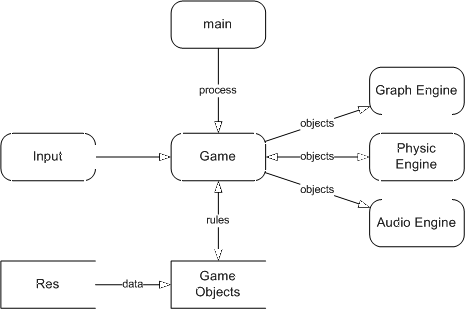 main
process
Graph Engine
objects
Input
Game
objects
Physic
Engine
objects
rules
Audio Engine
Res
data
Game
Objects